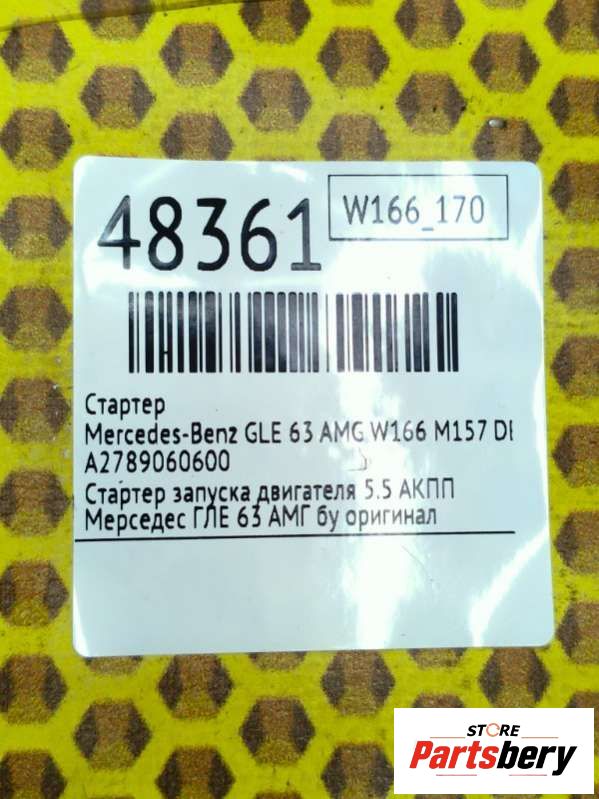 48361
W166_170
Стартер
Mercedes-Benz GLE 63 AMG W166 M157 DE
A2789060600
Стартер запуска двигателя 5.5 АКПП
Мерседес ГЛЕ 63 АМГ бу оригинал
STORE
Partsbery